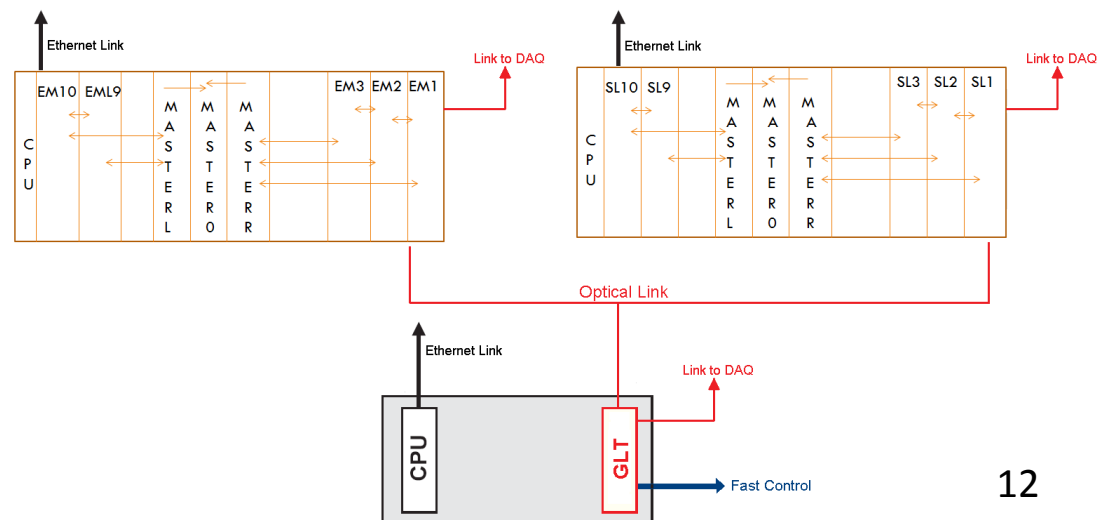 Ethernet Link
Link to DAQ
EM10 EML9 EM3 EM2 EM1
CPU
MASTERL
MASTER0
MASTERR
Ethernet Link
Link to DAQ
SL10 SL9 SL3 SL2 SL1
CPU
MASTERL
MASTER0
MASTERR
Optical Link
Ethernet Link
Link to DAQ
CPU
GLT
Fast Control
12